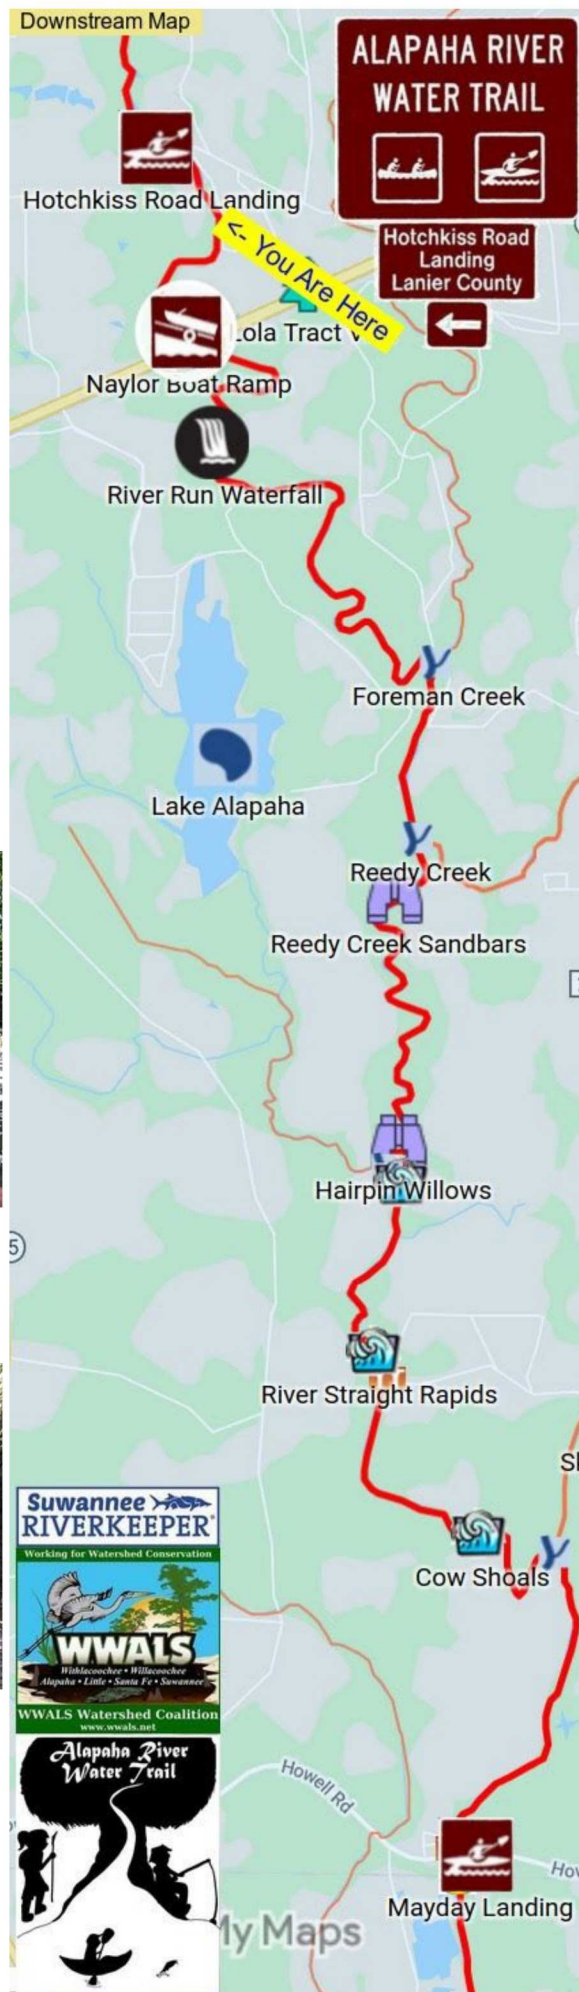 Downstream Map
ALAPAHA RIVER
WATER TRAIL
Hotchkiss Road Landing
Hotchkiss Road
Landing
Lanier County
<- You Are Here
Lola Tract
Naylor Boat Ramp
River Run Waterfall
Foreman Creek
Lake Alapaha
Reedy Creek
Reedy Creek Sandbars
Hairpin Willows
5
River Straight Rapids
Cow Shoals
Suwannee
RIVERKEEPER®
Working for Watershed Conservation
WWALS
Withlacoochee • Willacoochee
Alapaha • Little • Santa Fe • Suwannee
WWALS Watershed Coalition
www.wwals.net
Alapaha River
Water Trail
Howell Rd
Mayday Landing
My Maps